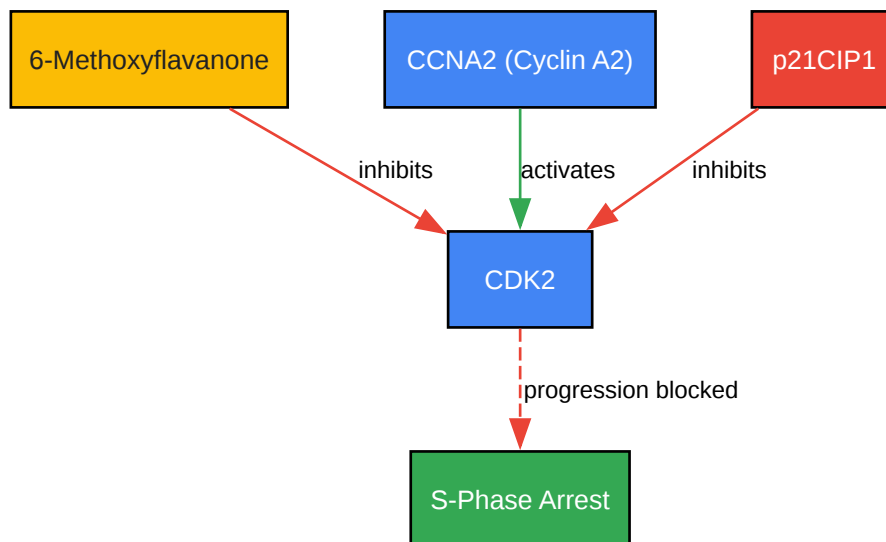 6-Methoxyflavanone
CCNA2 (Cyclin A2)
p21CIP1
inhibits
activates
inhibits
CDK2
progression blocked
S-Phase Arrest